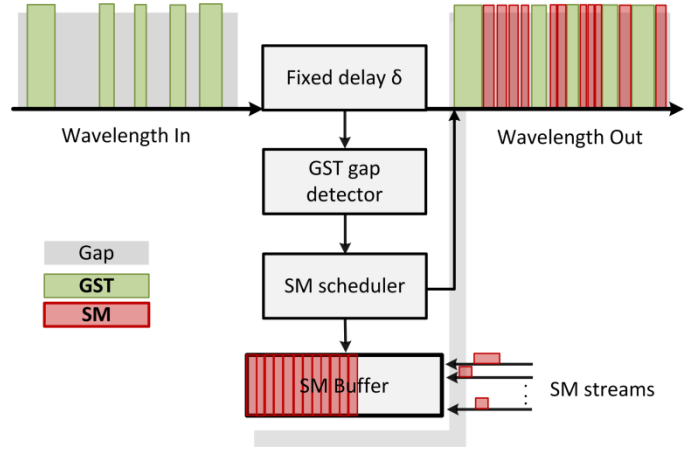 Fixed delay δ
Wavelength In
Wavelength Out
GST gap
detector
Gap
GST
SM
SM scheduler
SM Buffer
SM streams